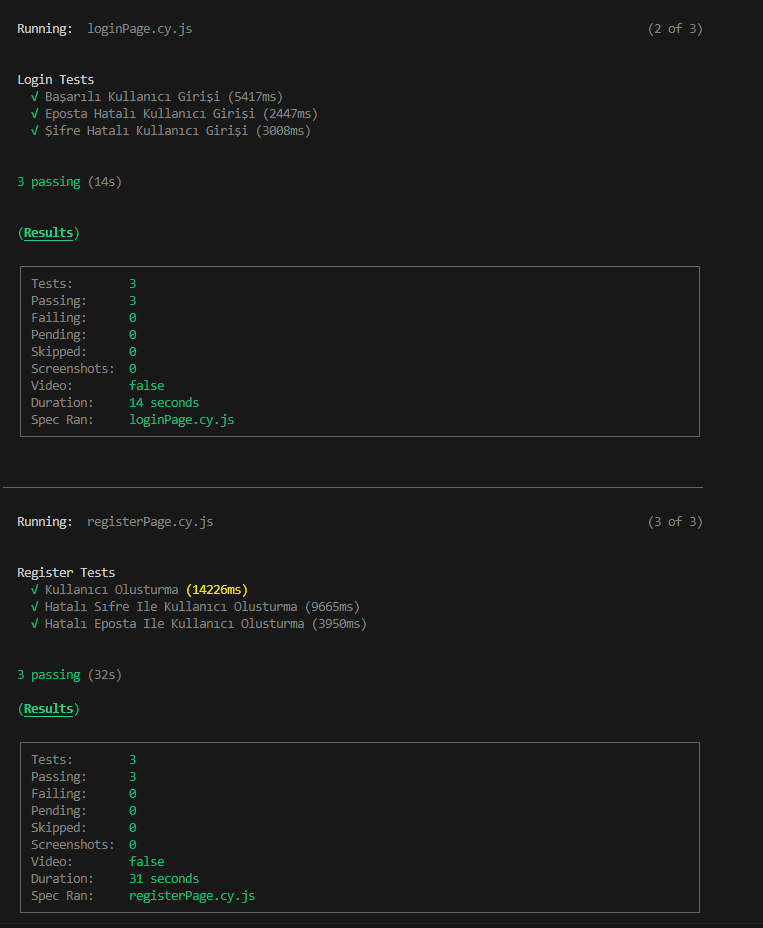 Running: loginPage.cy.js (2 of 3)
Login Tests
√ Başarılı Kullanıcı Girişi (5417ms)
√ Eposta Hatalı Kullanıcı Girişi (2447ms)
√ Şifre Hatalı Kullanıcı Girişi (3008ms)
3 passing (14s)
(Results)
Tests: 3
Passing: 3
Failing: 0
Pending: 0
Skipped: 0
Screenshots: 0
Video: false
Duration: 14 seconds
Spec Ran: loginPage.cy.js
Running: registerPage.cy.js (3 of 3)
Register Tests
√ Kullanıcı Olusturma (14226ms)
√ Hatalı Sıfre Ile Kullanıcı Olusturma (9665ms)
√ Hatalı Eposta Ile Kullanıcı Olusturma (3950ms)
3 passing (32s)
(Results)
Tests: 3
Passing: 3
Failing: 0
Pending: 0
Skipped: 0
Screenshots: 0
Video: false
Duration: 31 seconds
Spec Ran: registerPage.cy.js